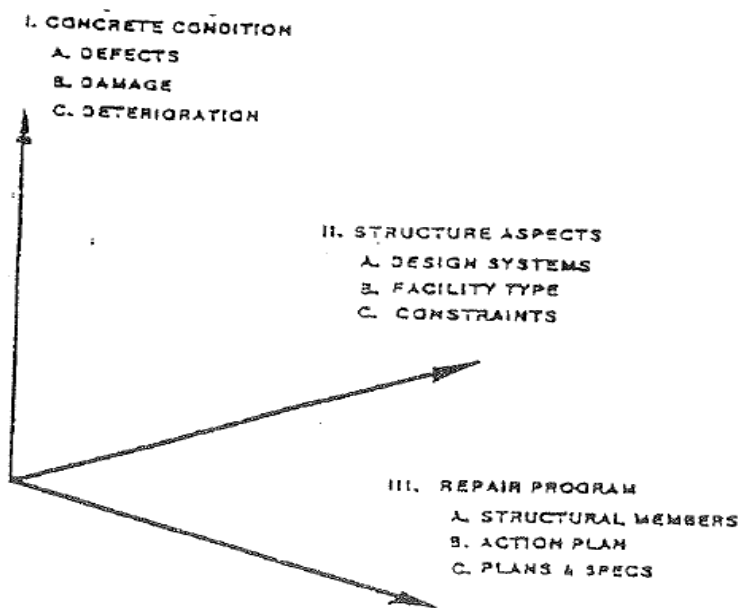 I. CONCRETE CONDITION
A. DEFECTS
B. DAMAGE
C. DETERIORATION
II. STRUCTURE ASPECTS
A. DESIGN SYSTEMS
B. FACILITY TYPE
C. CONSTRAINTS
III. REPAIR PROGRAM
A. STRUCTURAL MEMBERS
B. ACTION PLAN
C. PLANS & SPECS